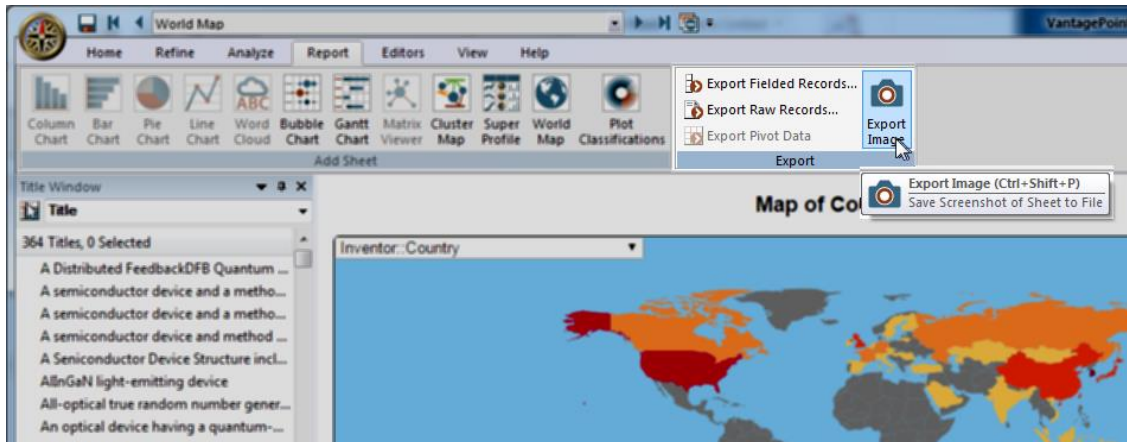 World Map
VantagePoin
Home Refine Analyze Report Editors View Help
Column Chart
Bar Chart
Pie Chart
Line Chart
ABC
Word Cloud
Bubble Chart
Gantt Chart
Matrix Viewer
Cluster Map
Super Profile
World Map
Plot Classifications
Add Sheet
Export Fielded Records...
Export Raw Records...
Export Pivot Data
Export Image
Export
Export Image (Ctrl+Shift+P)
Save Screenshot of Sheet to File
Title Window
Title
364 Titles, 0 Selected
A Distributed FeedbackDFB Quantum ...
A semiconductor device and a metho...
A semiconductor device and a metho...
A semiconductor device and method ...
A Seniconductor Device Structure incl...
AllnGaN light-emitting device
All-optical true random number gener...
An optical device having a quantum-...
Map of Co
Inventor::Country